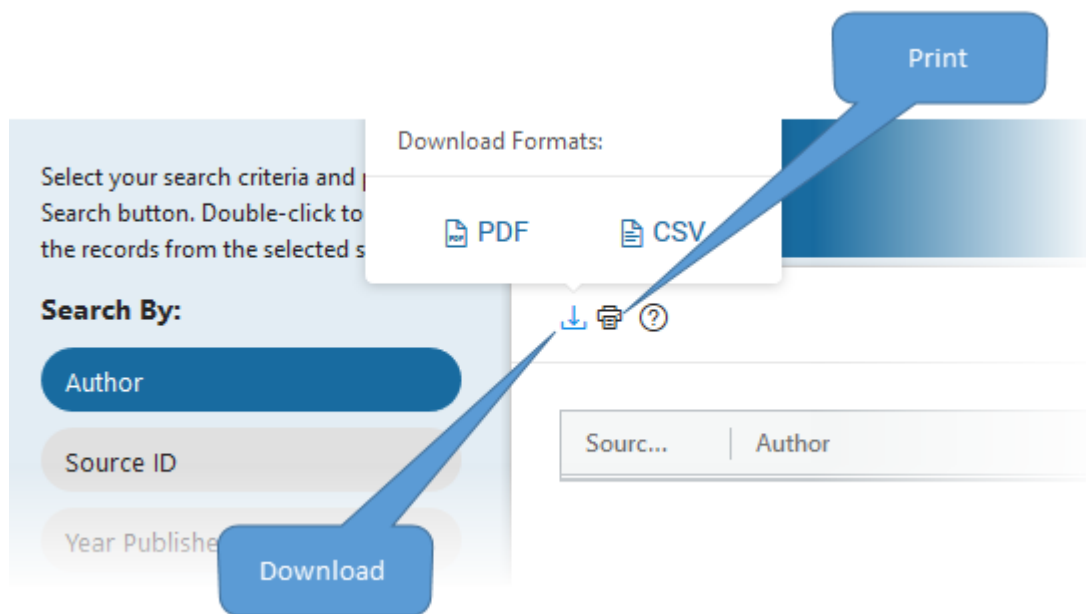 Print
Download Formats:
PDF
CSV
Select your search criteria and
Search button. Double-click to
the records from the selected
Search By:
Author
Source ID
Year
Sourc...
Author
Download